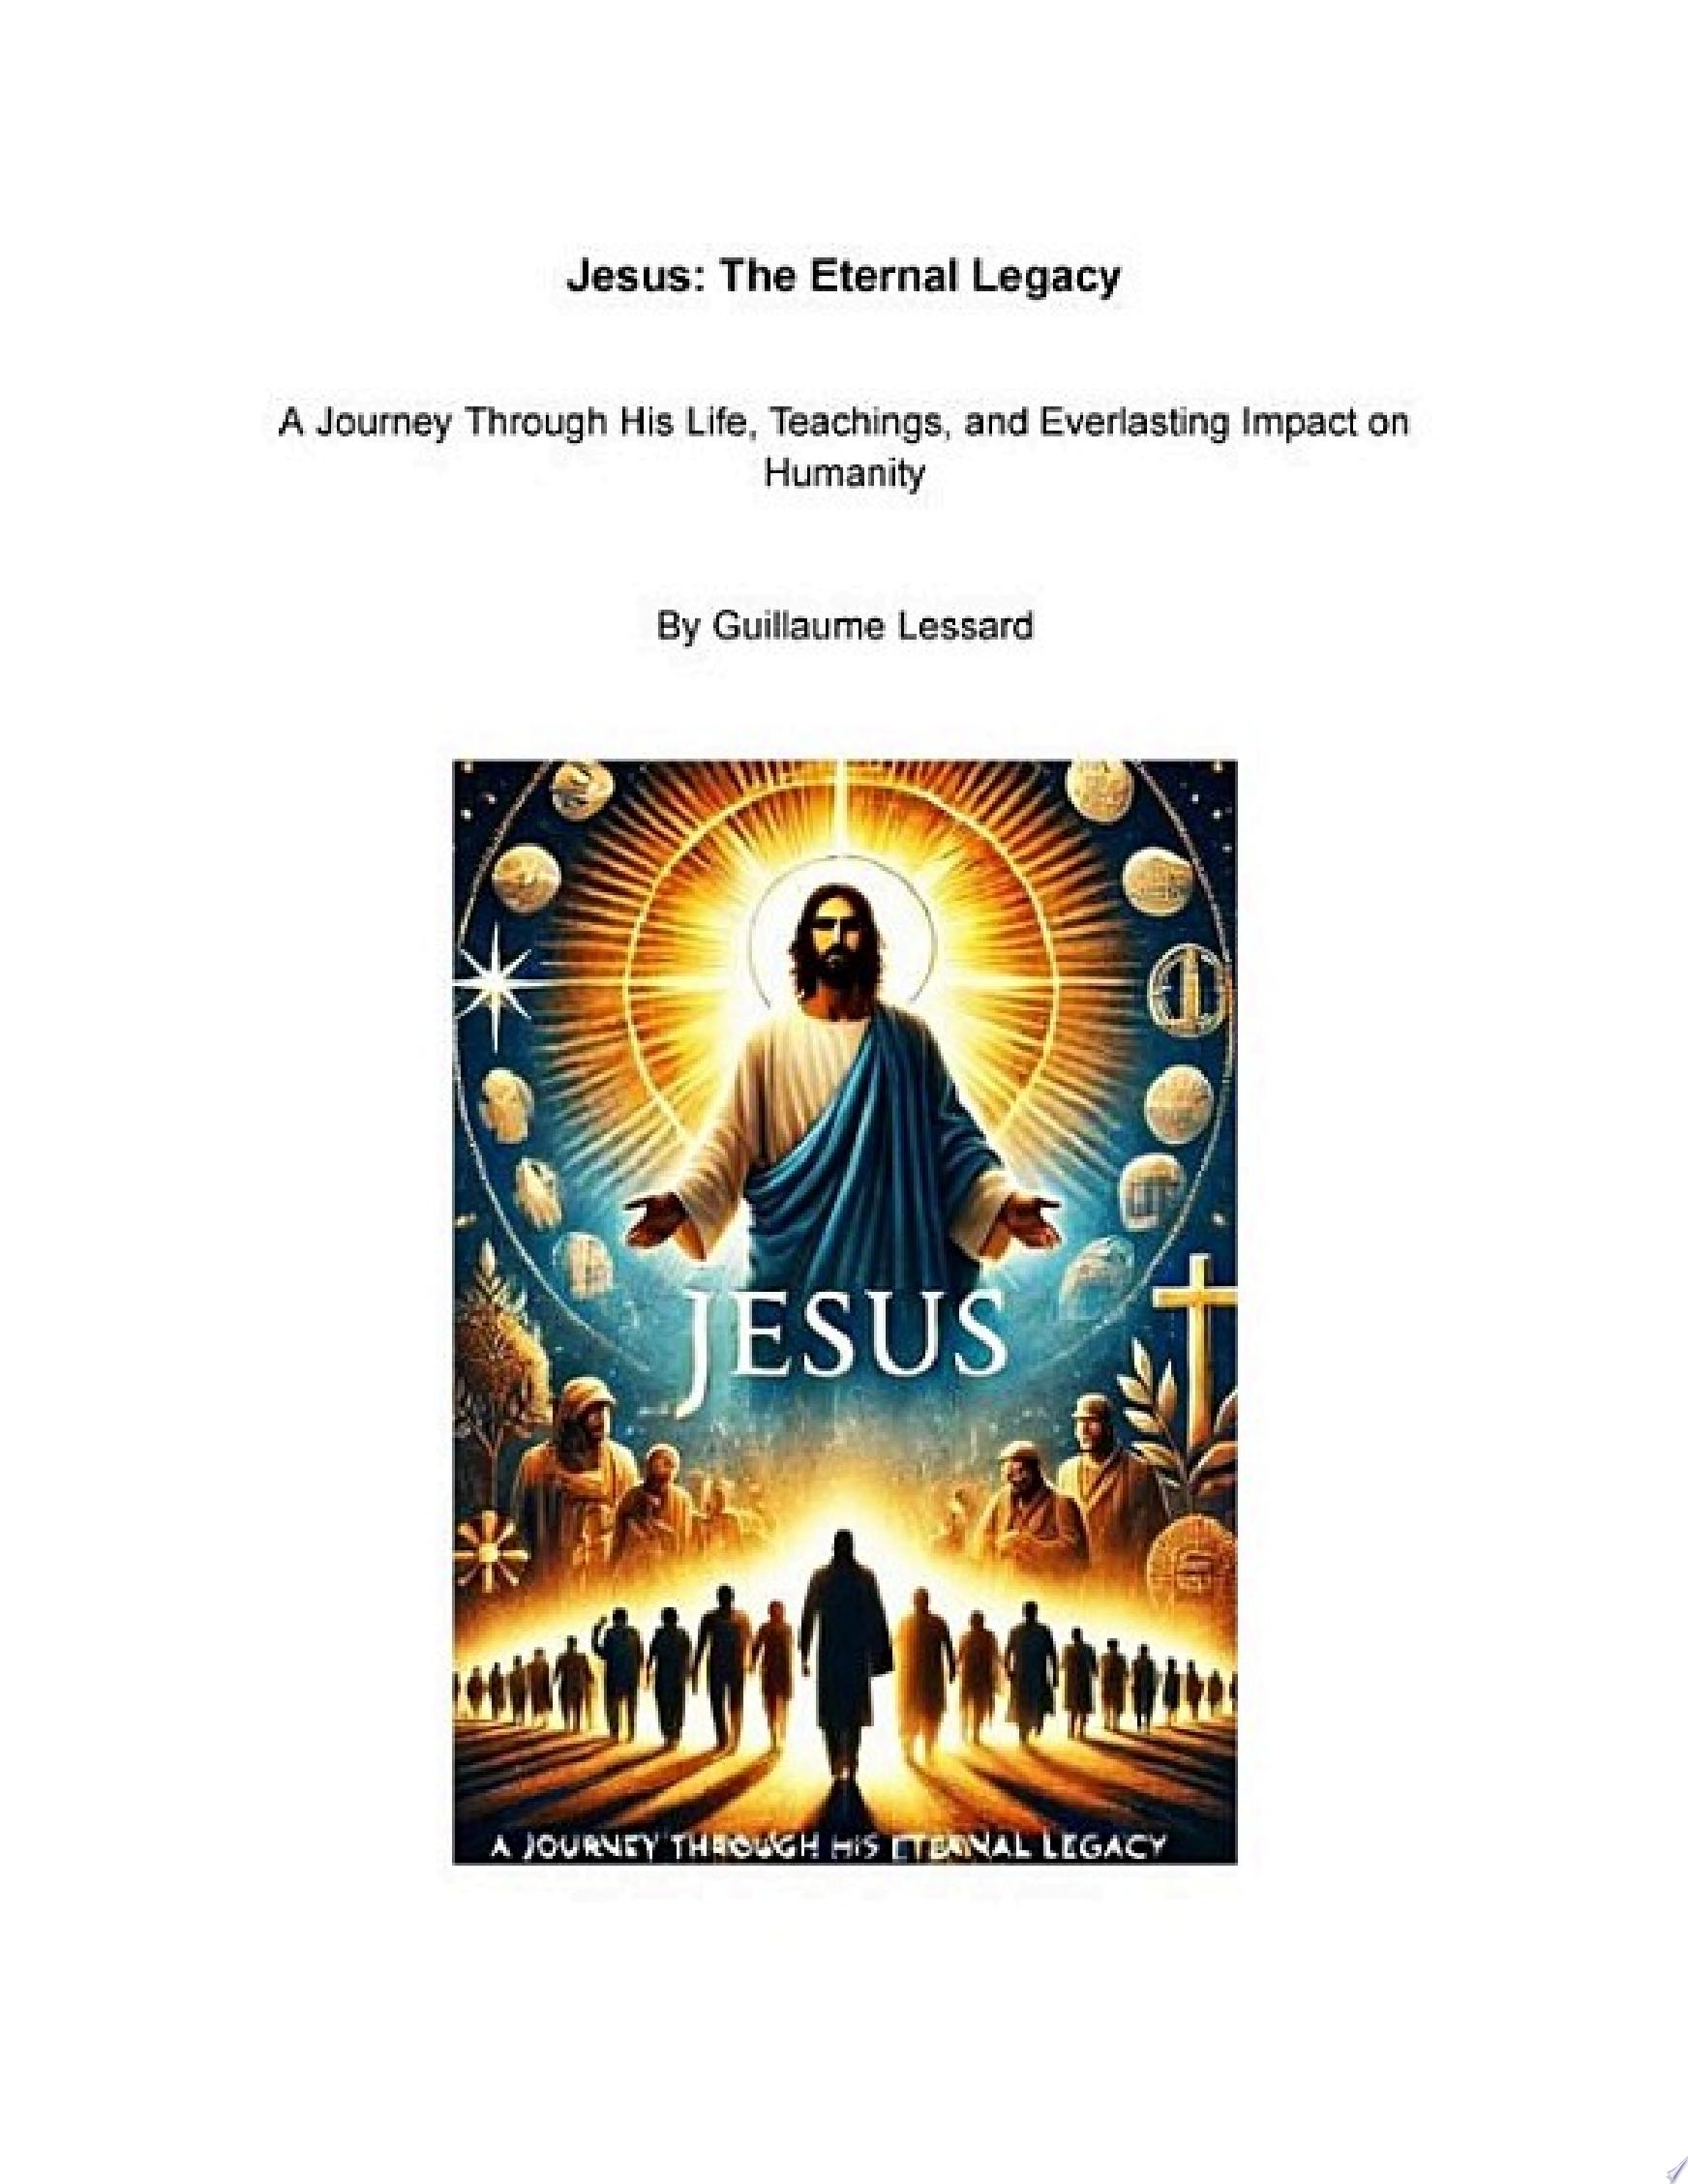 Jesus: The Eternal Legacy
A Journey Through His Life, Teachings, and Everlasting Impact on
Humanity
By Guillaume Lessard
JESUS
A JOURNEY THROUGH HIS ETERNAL LEGACY